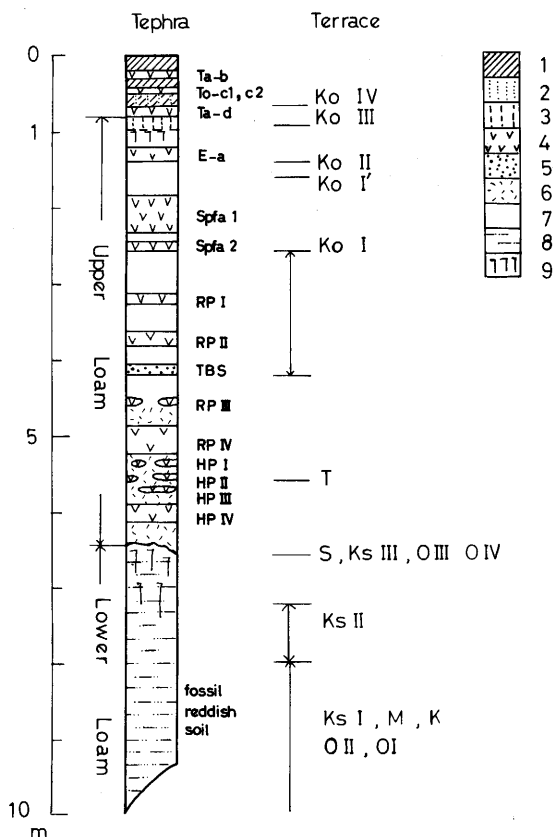 Tephra
Terrace
0
1
5
10
m
Upper
Loam
Lower
Loam
Ta-b
To-c1, c2
Ta-d
E-a
Spfa 1
Spfa 2
RP I
RP II
TBS
RP III
RP IV
HP I
HP II
HP III
HP IV
fossil
reddish
soil
Ko IV
Ko III
Ko II
Ko I'
Ko I
T
S , Ks III , O III O IV
Ks II
Ks I , M , K
O II , O I
1
2
3
4
5
6
7
8
9